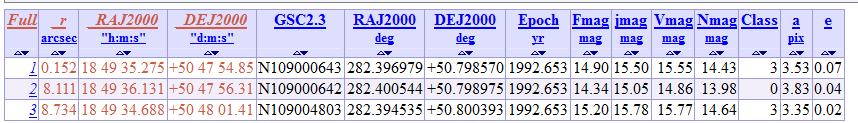 Full _r _RAJ2000 _DEJ2000 GSC2.3 RAJ2000 DEJ2000 Epoch Fmag jmag Vmag Nmag Class a e
arcsec "h:m:s" "d:m:s" deg deg yr mag mag mag mag pix
1 0.152 18 49 35.275 +50 47 54.85 N109000643 282.396979 +50.798570 1992.653 14.90 15.50 15.55 14.43 3 3.53 0.07
2 8.111 18 49 36.131 +50 47 56.31 N109000642 282.400544 +50.798975 1992.653 14.34 15.05 14.86 13.98 0 3.83 0.04
3 8.734 18 49 34.688 +50 48 01.41 N109004803 282.394535 +50.800393 1992.653 15.20 15.78 15.77 14.64 3 3.35 0.02